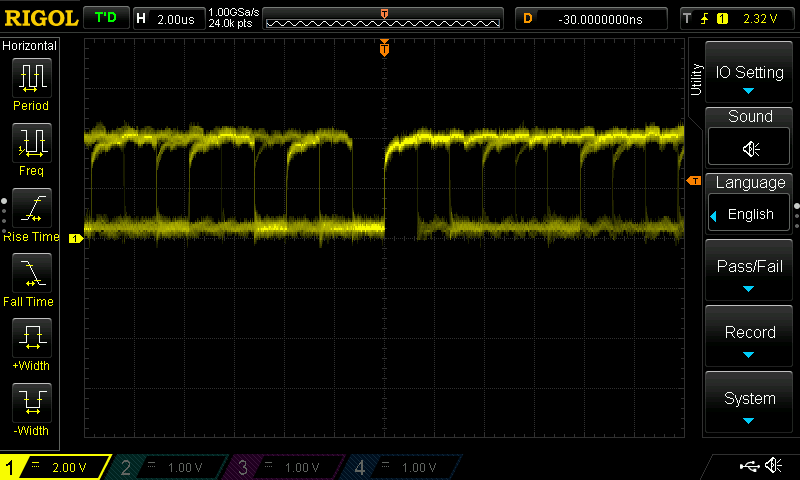 RIGOL T'D H 2.00us 1.00GSa/s 24.0k pts T D -30.0000000ns T 1 2.32 V
Horizontal
Period
Freq
Rise Time
Fall Time
+Width
-Width
T
1
T
Utility
IO Setting
Sound
Language
English
Pass/Fail
Record
System
1 2.00 V 2 1.00 V 3 1.00 V 4 1.00 V